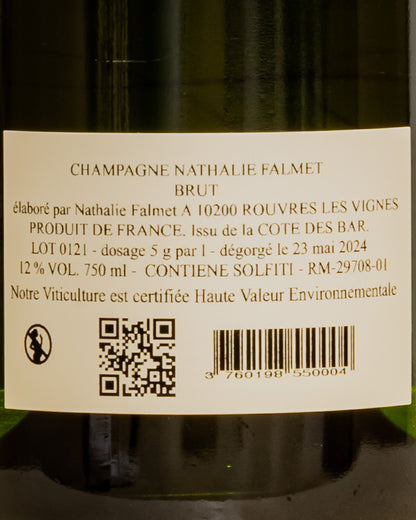 CHAMPAGNE NATHALIE FALMET
BRUT
élaboré par Nathalie Falmet A 10200 ROUVRES LES VIGNES
PRODUIT DE FRANCE. Issu de la COTE DES BAR.
LOT 0121 - dosage 5 g par l - dégorgé le 23 mai 2024
12 % VOL. 750 ml - CONTIENE SOLFITI - RM-29708-01
Notre Viticulture est certifiée Haute Valeur Environnementale
3 760198 550004